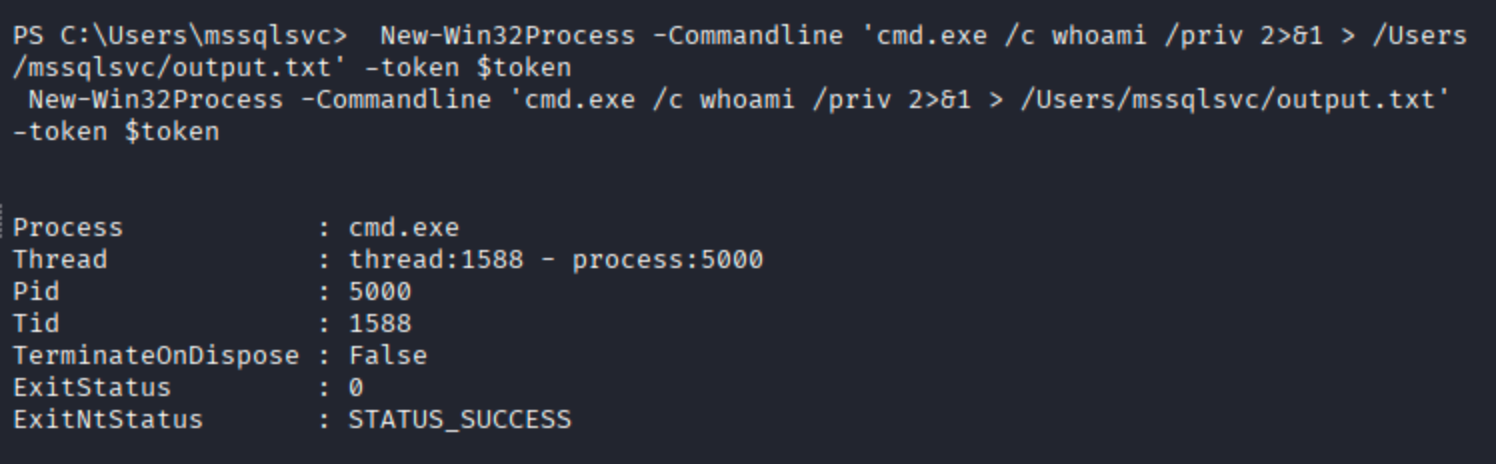 PS C:\Users\mssqlsvc>  New-Win32Process -Commandline 'cmd.exe /c whoami /priv 2>&1 > /Users
/mssqlsvc/output.txt' -token $token
 New-Win32Process -Commandline 'cmd.exe /c whoami /priv 2>&1 > /Users/mssqlsvc/output.txt'
-token $token
Process            : cmd.exe
Thread             : thread:1588 - process:5000
Pid                : 5000
Tid                : 1588
TerminateOnDispose : False
ExitStatus         : 0
ExitNtStatus       : STATUS_SUCCESS